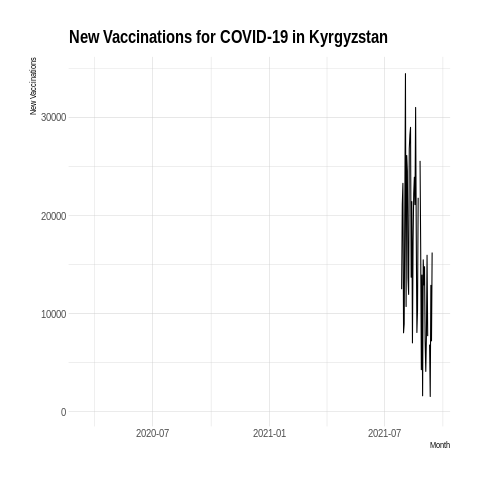 New Vaccinations for COVID-19 in Kyrgyzstan
New Vaccinations
30000
20000
10000
0
2020-07
2021-01
2021-07
Month